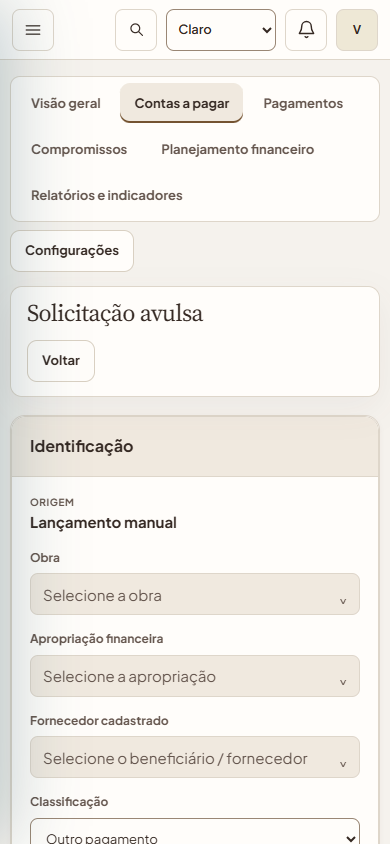 Claro
V
Visão geral
Contas a pagar
Pagamentos
Compromissos
Planejamento financeiro
Relatórios e indicadores
Configurações
Solicitação avulsa
Voltar
Identificação
ORIGEM
Lançamento manual
Obra
Selecione a obra
Apropriação financeira
Selecione a apropriação
Fornecedor cadastrado
Selecione o beneficiário / fornecedor
Classificação
Outro pagamento